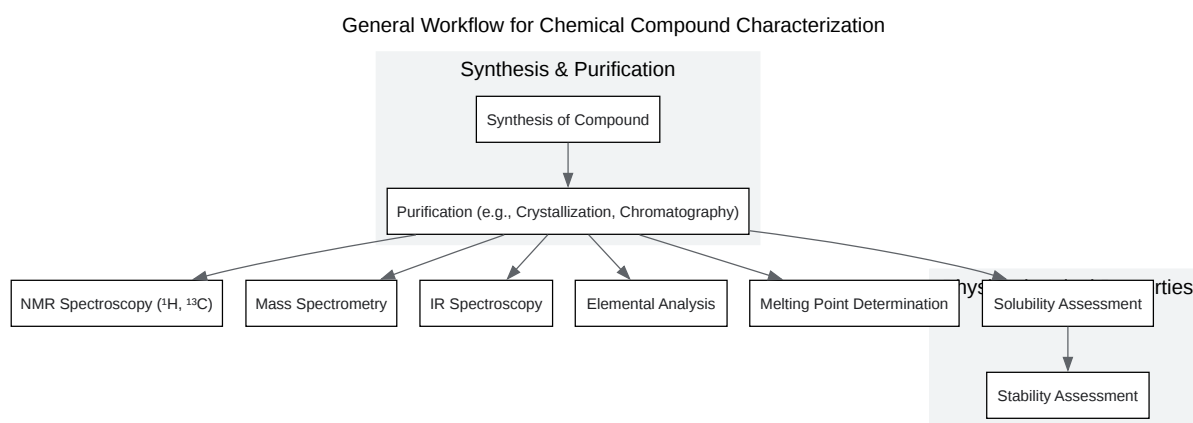 General Workflow for Chemical Compound Characterization
Synthesis & Purification
Synthesis of Compound
Purification (e.g., Crystallization, Chromatography)
NMR Spectroscopy (¹H, ¹³C)
Mass Spectrometry
IR Spectroscopy
Elemental Analysis
Melting Point Determination
Solubility Assessment
Stability Assessment